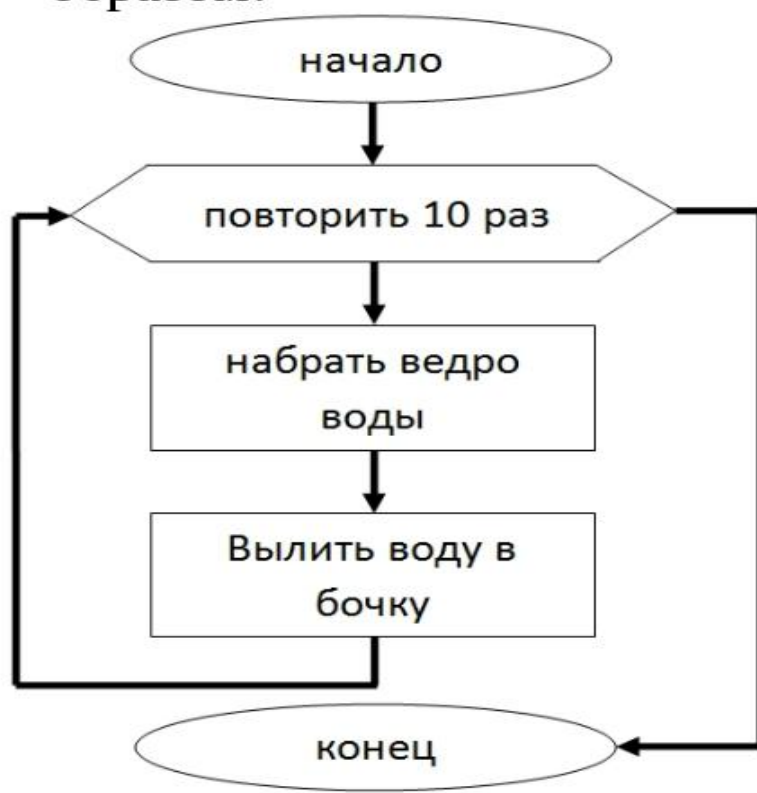 начало
повторить 10 раз
набрать ведро
воды
Вылить воду в
бочку
конец